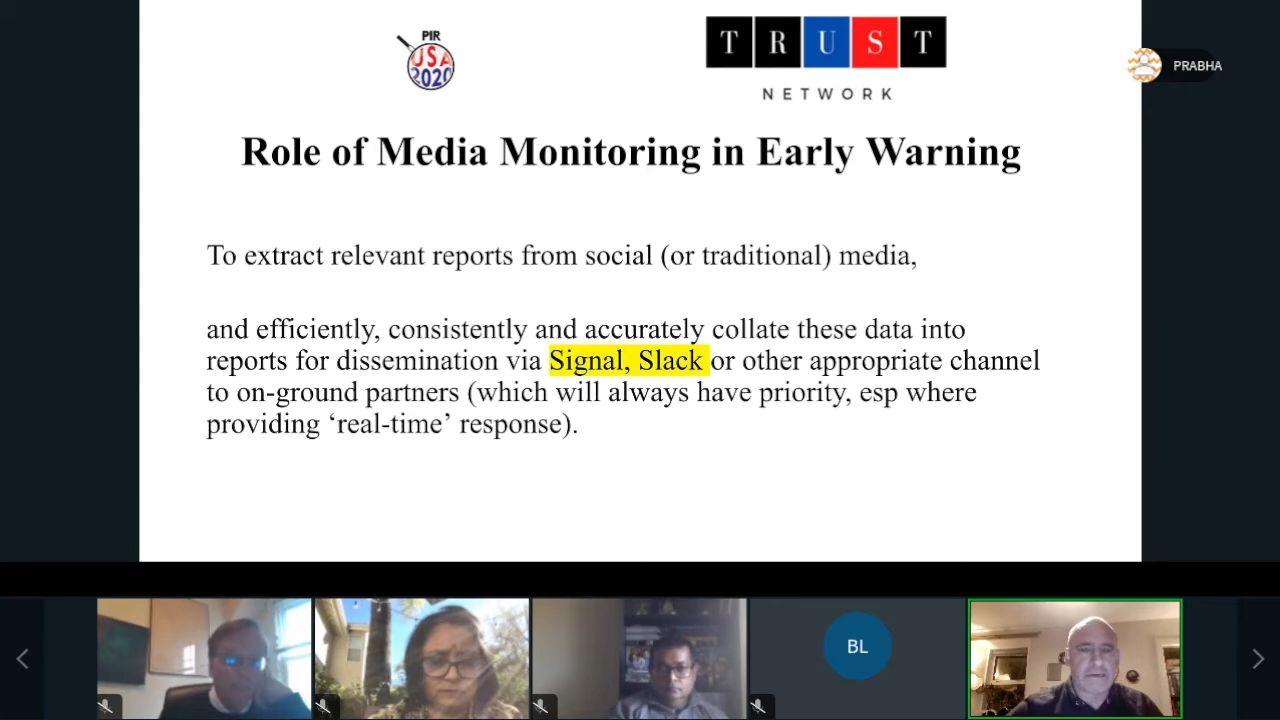 PIR
USA
2020
TRUST
NETWORK
PRABHA
Role of Media Monitoring in Early Warning
To extract relevant reports from social (or traditional) media,
and efficiently, consistently and accurately collate these data into
reports for dissemination via Signal, Slack or other appropriate channel
to on-ground partners (which will always have priority, esp where
providing ‘real-time’ response).
BL